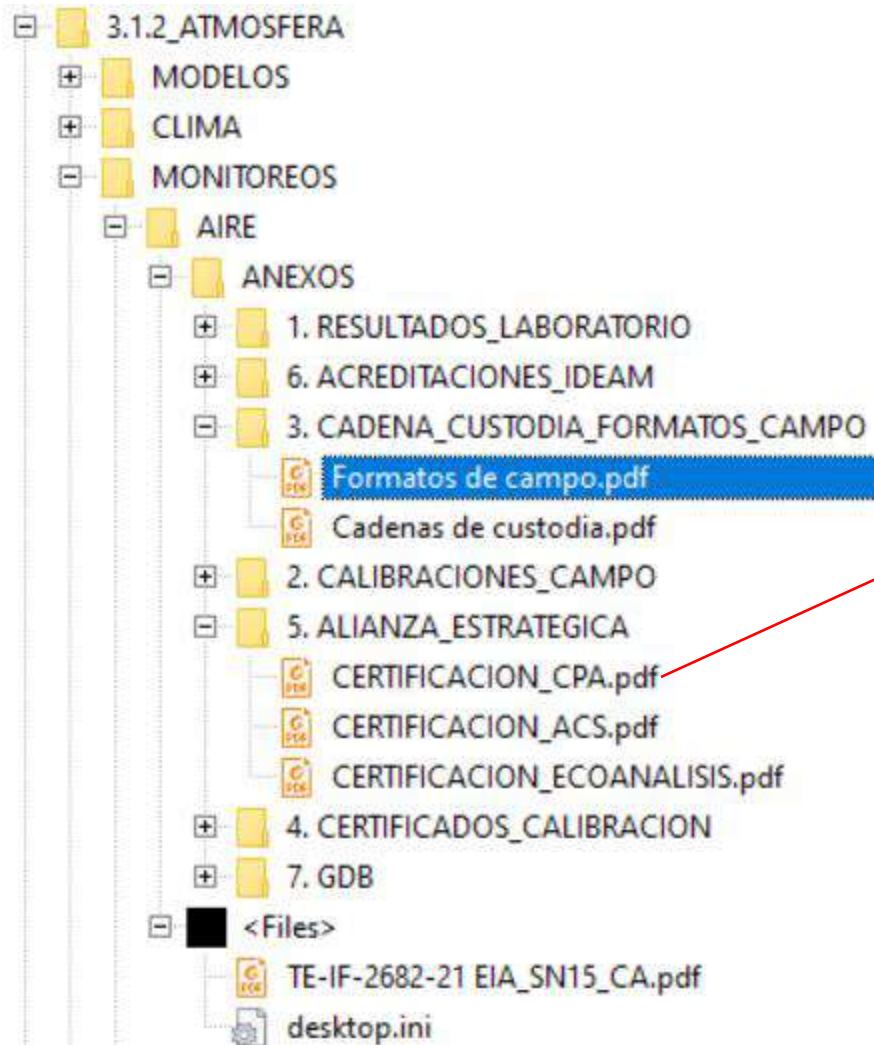 3.1.2_ATMOSFERA
MODELOS
CLIMA
MONITOREOS
AIRE
ANEXOS
1. RESULTADOS_LABORATORIO
6. ACREDITACIONES_IDEAM
3. CADENA_CUSTODIA_FORMATOS_CAMPO
Formatos de campo.pdf
Cadenas de custodia.pdf
2. CALIBRACIONES_CAMPO
5. ALIANZA_ESTRATEGICA
CERTIFICACION_CPA.pdf
CERTIFICACION_ACS.pdf
CERTIFICACION_ECOANALISIS.pdf
4. CERTIFICADOS_CALIBRACION
7. GDB
<Files>
TE-IF-2682-21 EIA_SN15_CA.pdf
desktop.ini